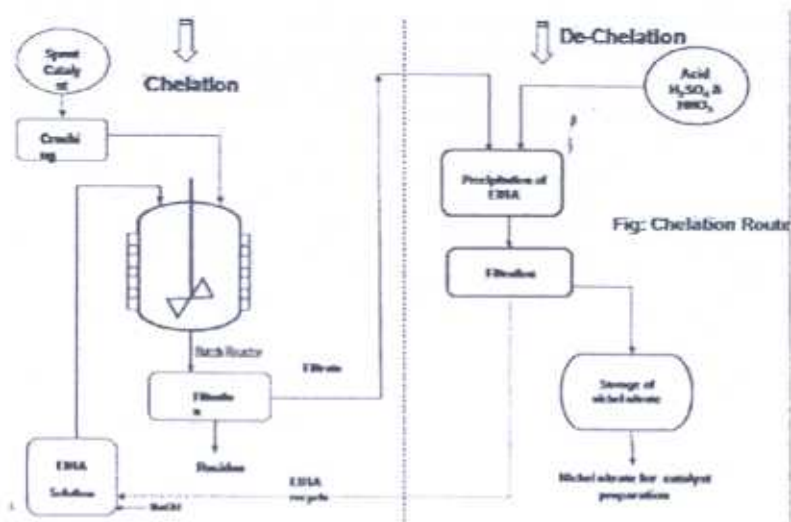 De-Chelation
Spent
Cataly
st
Chelation
Acid
H₂SO₄ &
HNO₃
Crushi
ng
Precipitation of
EDTA
Fig: Chelation Route
Filtration
Batch Reactor
Filtrate
Filtratio
n
Storage of
nickel nitrate
Residue
EDTA
Solution
EDTA
recycle
NaOH
Nickel nitrate for catalyst
preparation